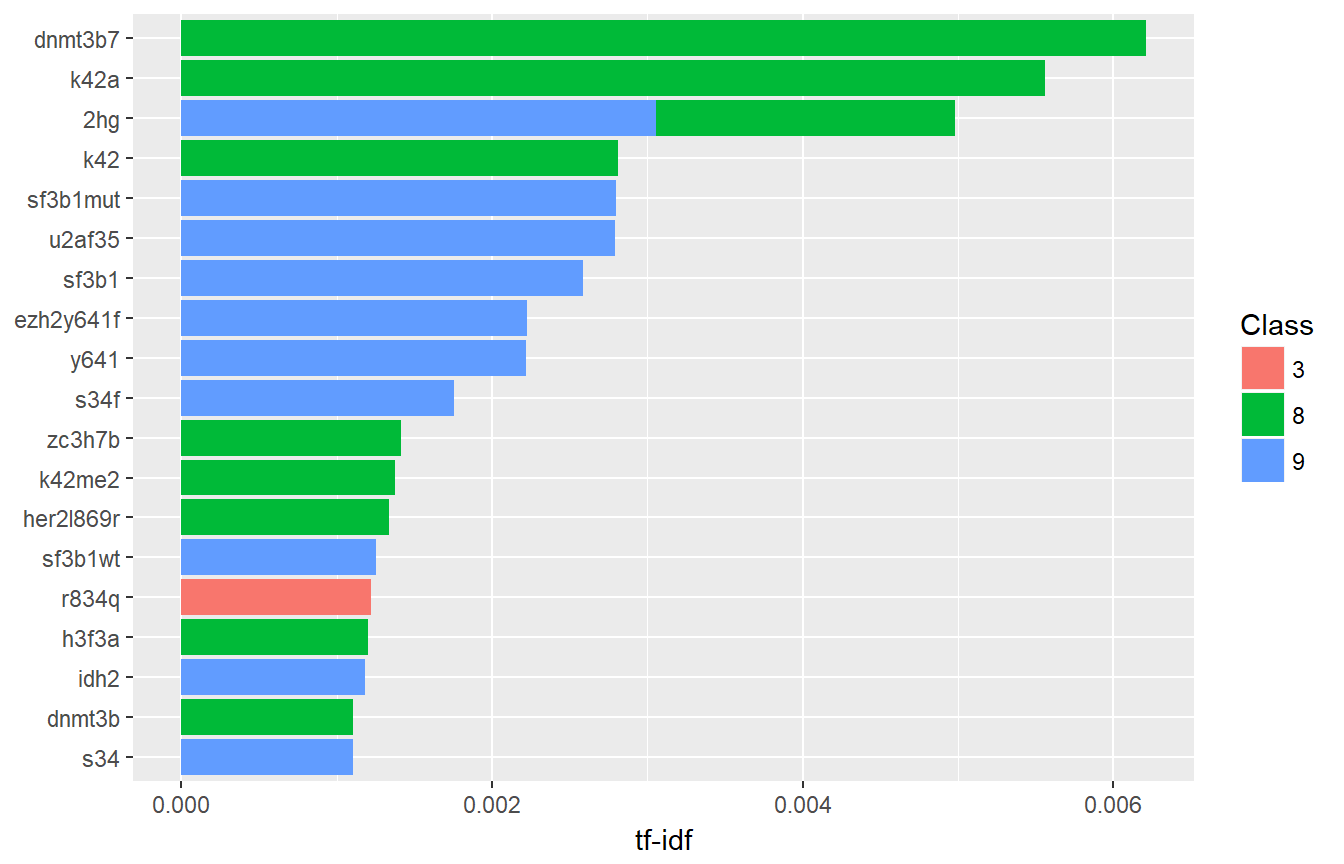 dnmt3b7
k42a
2hg
k42
sf3b1mut
u2af35
sf3b1
ezh2y641f
y641
s34f
zc3h7b
k42me2
her2l869r
sf3b1wt
r834q
h3f3a
idh2
dnmt3b
s34
0.000 0.002 0.004 0.006
tf-idf
Class
3
8
9